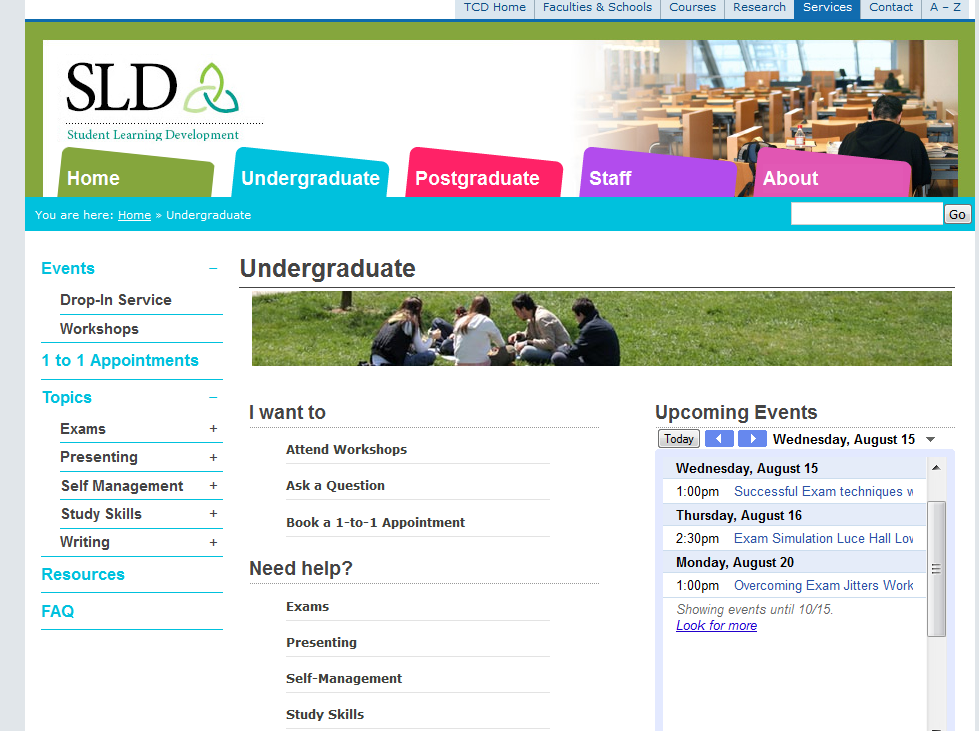 TCD Home Faculties & Schools Courses Research Services Contact A – Z
SLD
Student Learning Development
Home Undergraduate Postgraduate Staff About
You are here: Home » Undergraduate
Go
Events –
Drop-In Service
Workshops
1 to 1 Appointments
Topics –
Exams +
Presenting +
Self Management +
Study Skills +
Writing +
Resources
FAQ
Undergraduate
I want to
Attend Workshops
Ask a Question
Book a 1-to-1 Appointment
Need help?
Exams
Presenting
Self-Management
Study Skills
Upcoming Events
Today Wednesday, August 15
Wednesday, August 15
1:00pm Successful Exam techniques w
Thursday, August 16
2:30pm Exam Simulation Luce Hall Lov
Monday, August 20
1:00pm Overcoming Exam Jitters Work
Showing events until 10/15.
Look for more